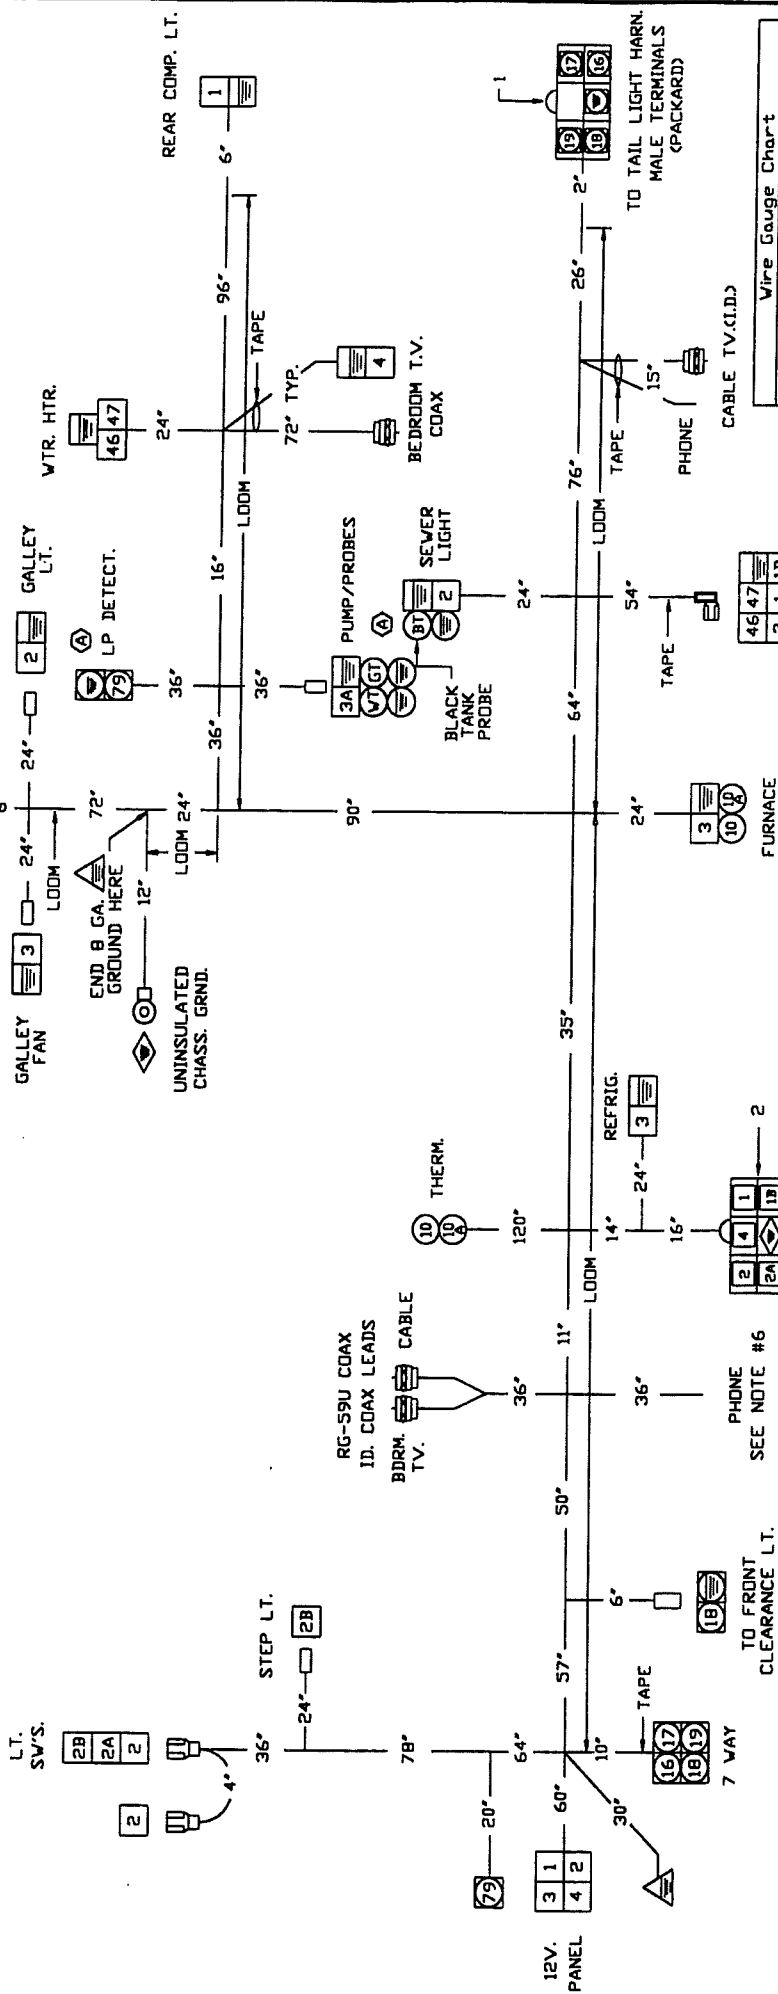 LT.
SW'S.
2B
2A
2
2
4"
36"
STEP LT.
2B
24"
78"
20"
79
64"
12V.
PANEL
3 1
4 2
60"
30"
10"
TAPE
16 17
18 19
7 WAY
57"
6"
18
TO FRONT
CLEARANCE LT.
50"
RG-59U COAX
ID. COAX LEADS
BDRM.
TV.
CABLE
36"
36"
PHONE
SEE NOTE #6
11"
LOOM
THERM.
10
10A
120"
14"
REFRIG.
3
24"
16"
2
2 4 1
2A 1B
35"
GALLEY
FAN
3
24"
LOOM
24"
GALLEY
LT.
2
72"
END 8 GA.
GROUND HERE
12"
LOOM 24"
UNINSULATED
CHASS. GRND.
A
LP DETECT.
79
36"
36"
36"
16"
90"
3A
WT GT
PUMP/PROBES
A
BT
2
SEWER
LIGHT
BLACK
TANK
PROBE
24"
64"
24"
3
10 10A
FURNACE
WTR. HTR.
46 47
24"
LOOM
96"
TAPE
72" TYP.
4
BEDROOM T.V.
COAX
REAR COMP. LT.
1
6"
76"
LOOM
54"
TAPE
46 47
TAPE
15"
PHONE
CABLE TV.(I.D.)
26"
2"
1
19 17
18 16
TO TAIL LIGHT HARN.
MALE TERMINALS
(PACKARD)
Wire Gauge Chart